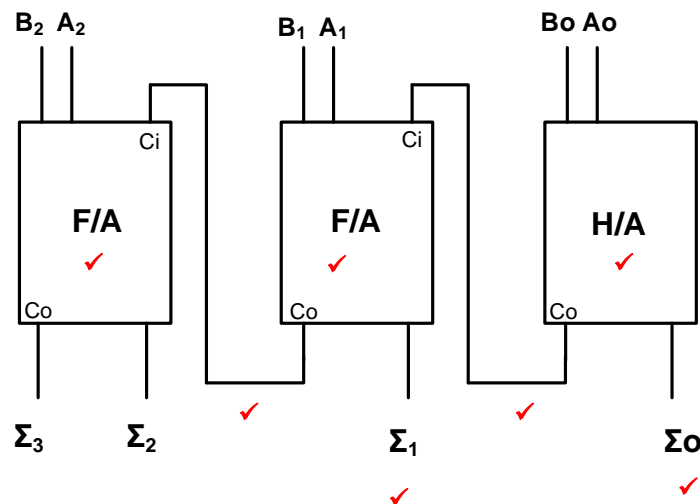 B₂ A₂ B₁ A₁ Bo Ao
Ci Ci
F/A F/A H/A
Co Co Co
Σ₃ Σ₂ Σ₁ Σo